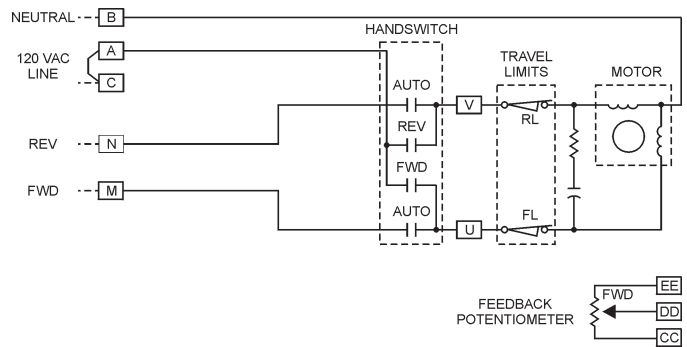 NEUTRAL
B
HANDSWITCH
A
120 VAC
LINE
C
TRAVEL
LIMITS
MOTOR
AUTO
V
RL
REV
N
REV
FWD
FWD
M
AUTO
U
FL
FEEDBACK
POTENTIOMETER
FWD
EE
DD
CC